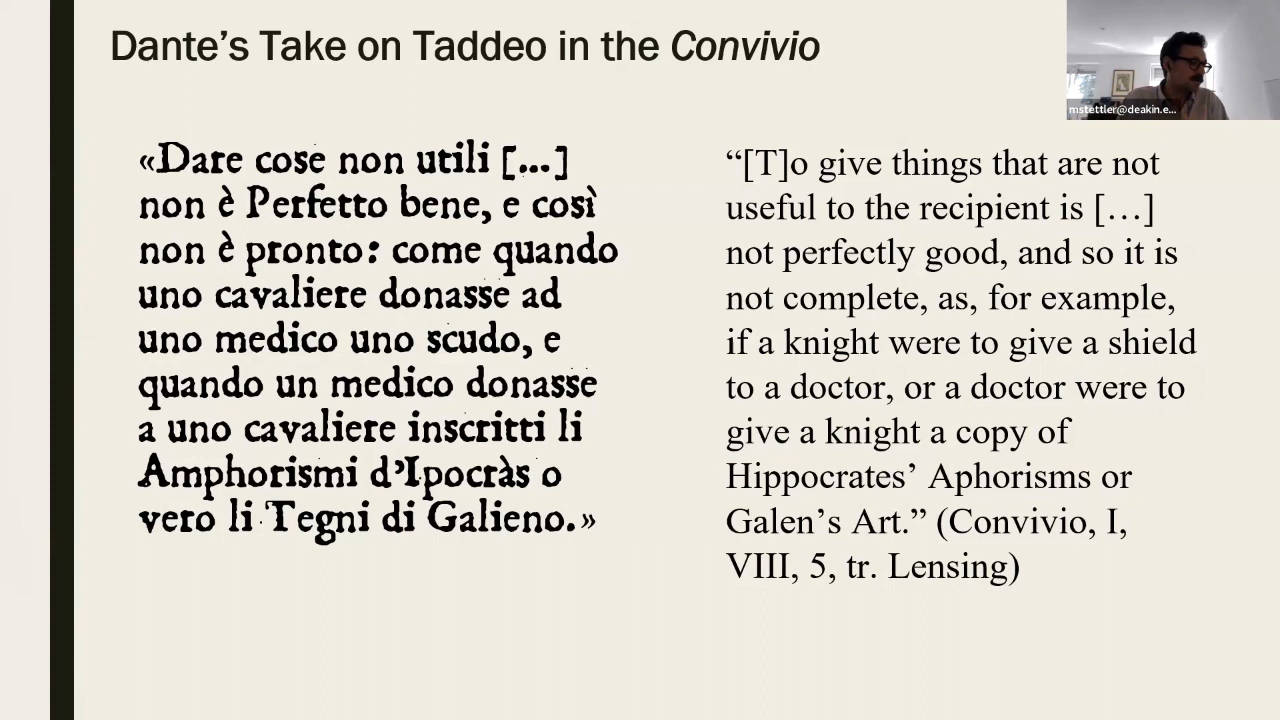 Dante's Take on Taddeo in the Convivio
mstettler@deakin.e...
«Dare cose non utili [...]
non è Perfetto bene, e così
non è pronto: come quando
uno cavaliere donasse ad
uno medico uno scudo, e
quando un medico donasse
a uno cavaliere inscritti li
Amphorismi d'Ipocràs o
vero li Tegni di Galieno.»
“[T]o give things that are not
useful to the recipient is […]
not perfectly good, and so it is
not complete, as, for example,
if a knight were to give a shield
to a doctor, or a doctor were to
give a knight a copy of
Hippocrates’ Aphorisms or
Galen’s Art.” (Convivio, I,
VIII, 5, tr. Lensing)